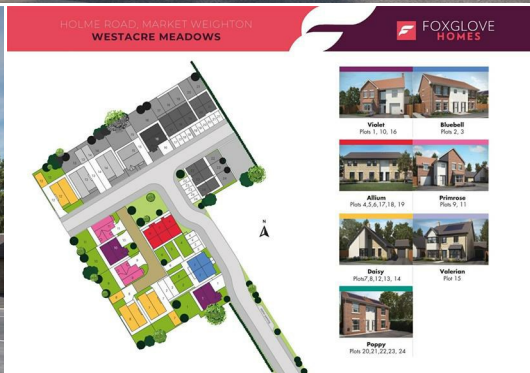 HOLME ROAD, MARKET WEIGHTON
WESTACRE MEADOWS
FOXGLOVE
HOMES
Violet
Plots 1, 10, 16
Bluebell
Plots 2, 3
Allium
Plots 4,5,6,17,18, 19
Primrose
Plots 9, 11
Daisy
Plots7,8,12,13, 14
Valerian
Plot 15
Poppy
Plots 20,21,22,23, 24
N